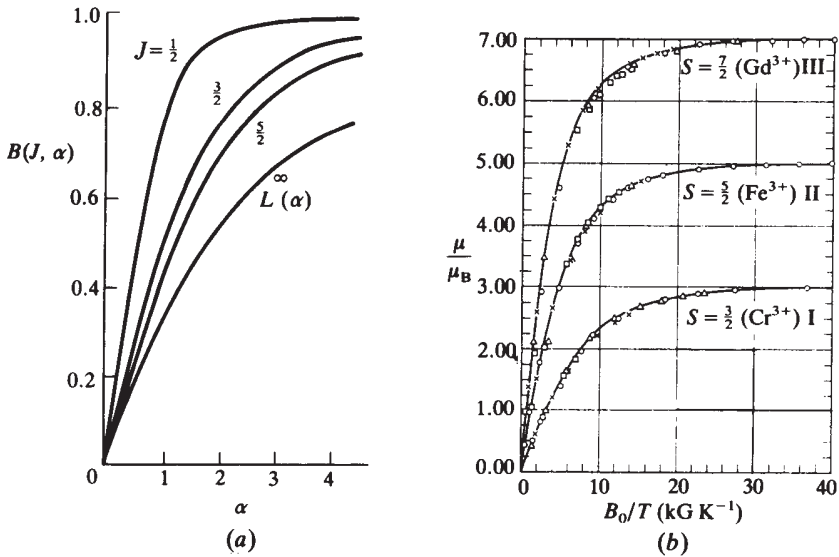 1.0
0.8
B(J, α)
0.6
0.4
0.2
0
1
2
3
4
α
J = 1/2
3/2
5/2
∞
L (α)
(a)
7.00
6.00
5.00
4.00
μ/μB
3.00
2.00
1.00
0.00
0
10
20
30
40
B₀/T (kG K⁻¹)
S = 7/2 (Gd³⁺) III
S = 5/2 (Fe³⁺) II
S = 3/2 (Cr³⁺) I
(b)